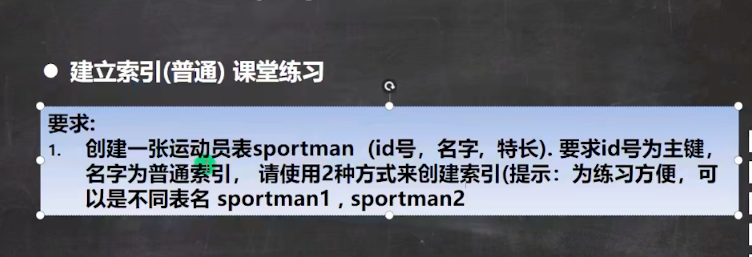 ● 建立索引(普通) 课堂练习
要求:
1. 创建一张运动员表sportman（id号，名字, 特长). 要求id号为主键，
名字为普通索引， 请使用2种方式来创建索引(提示：为练习方便，可
以是不同表名 sportman1 , sportman2